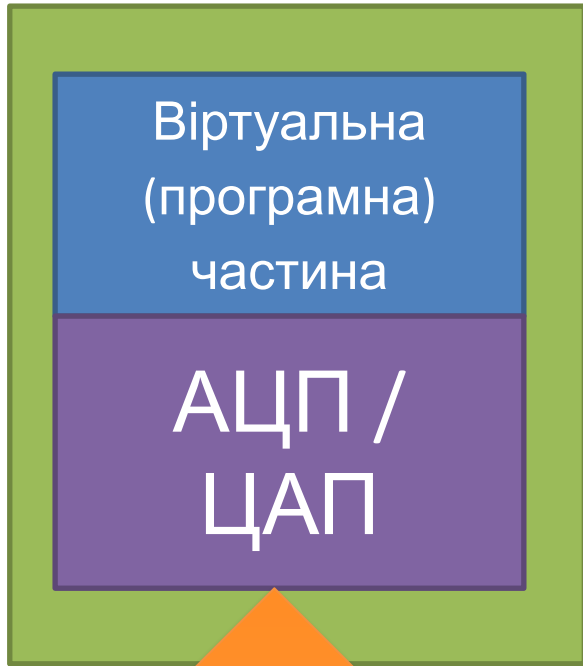 Віртуальна
(програмна)
частина
АЦП /
ЦАП